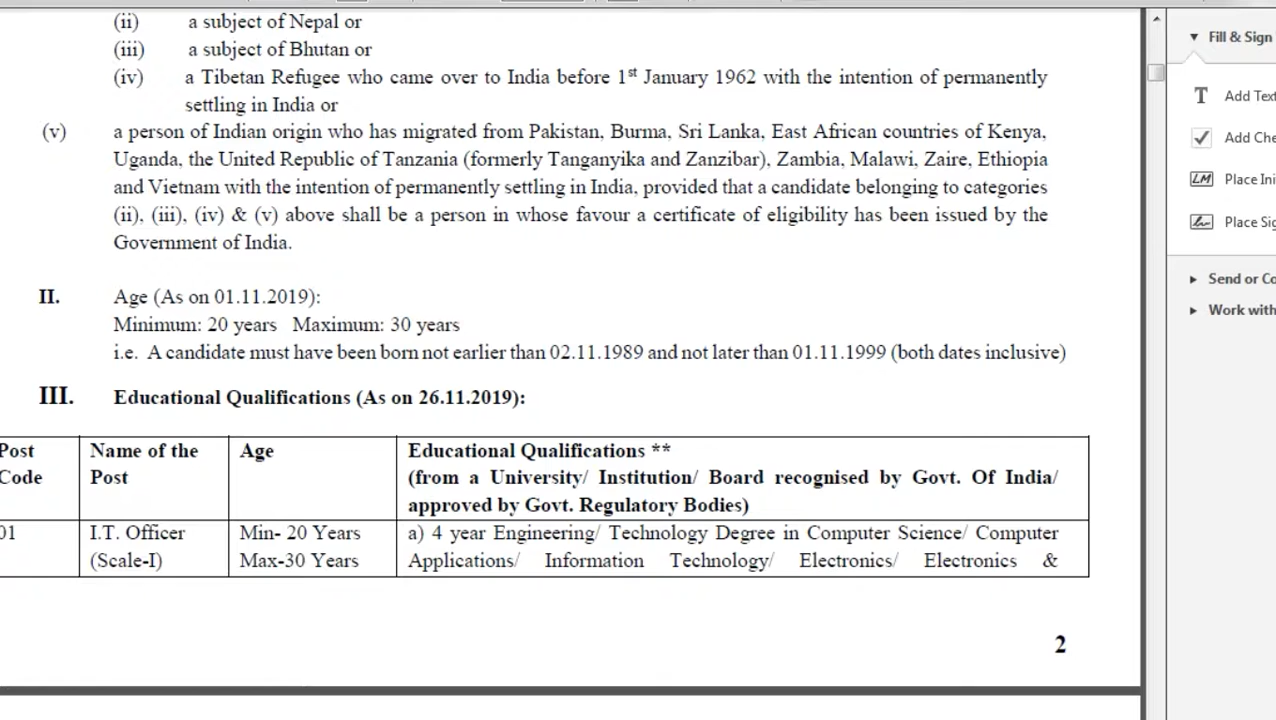 (ii) a subject of Nepal or
(iii) a subject of Bhutan or
(iv) a Tibetan Refugee who came over to India before 1st January 1962 with the intention of permanently
settling in India or
(v) a person of Indian origin who has migrated from Pakistan, Burma, Sri Lanka, East African countries of Kenya,
Uganda, the United Republic of Tanzania (formerly Tanganyika and Zanzibar), Zambia, Malawi, Zaire, Ethiopia
and Vietnam with the intention of permanently settling in India, provided that a candidate belonging to categories
(ii), (iii), (iv) & (v) above shall be a person in whose favour a certificate of eligibility has been issued by the
Government of India.
II. Age (As on 01.11.2019):
Minimum: 20 years Maximum: 30 years
i.e. A candidate must have been born not earlier than 02.11.1989 and not later than 01.11.1999 (both dates inclusive)
III. Educational Qualifications (As on 26.11.2019):
Post
Code
Name of the
Post
Age
Educational Qualifications **
(from a University/ Institution/ Board recognised by Govt. Of India/
approved by Govt. Regulatory Bodies)
01
I.T. Officer
(Scale-I)
Min- 20 Years
Max-30 Years
a) 4 year Engineering/ Technology Degree in Computer Science/ Computer
Applications/ Information Technology/ Electronics/ Electronics &
2
Fill & Sign
Add Text
Add Che
Place Ini
Place Sig
Send or Co
Work with